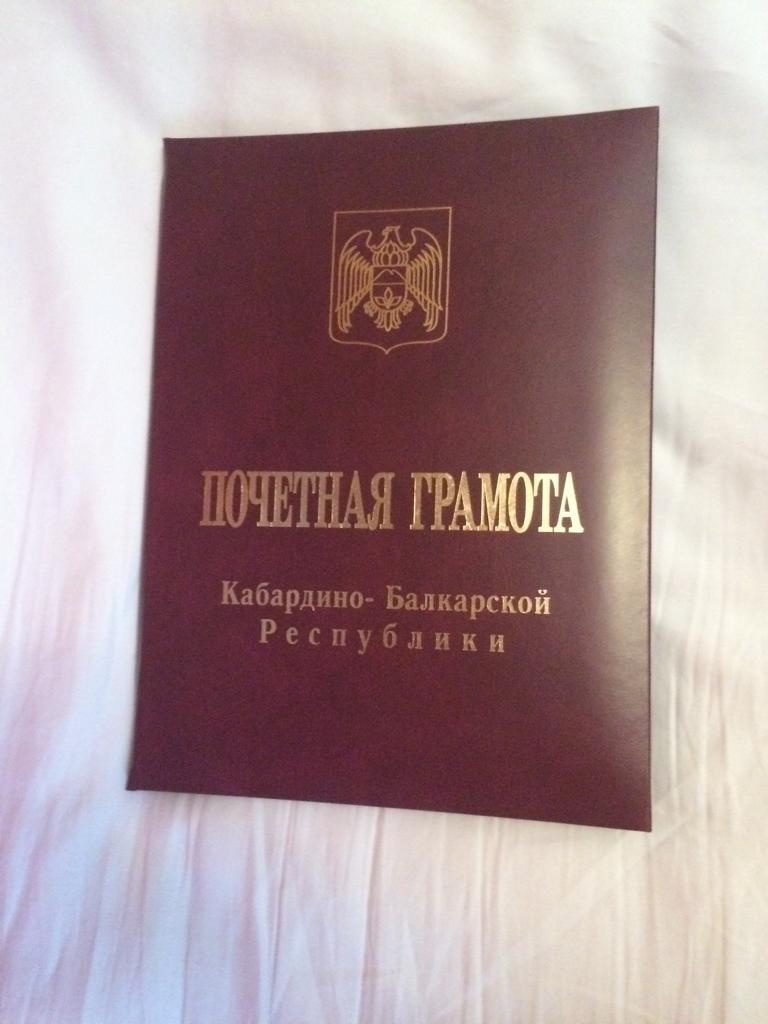 ПОЧЕТНАЯ ГРАМОТА
Кабардино- Балкарской
Республики